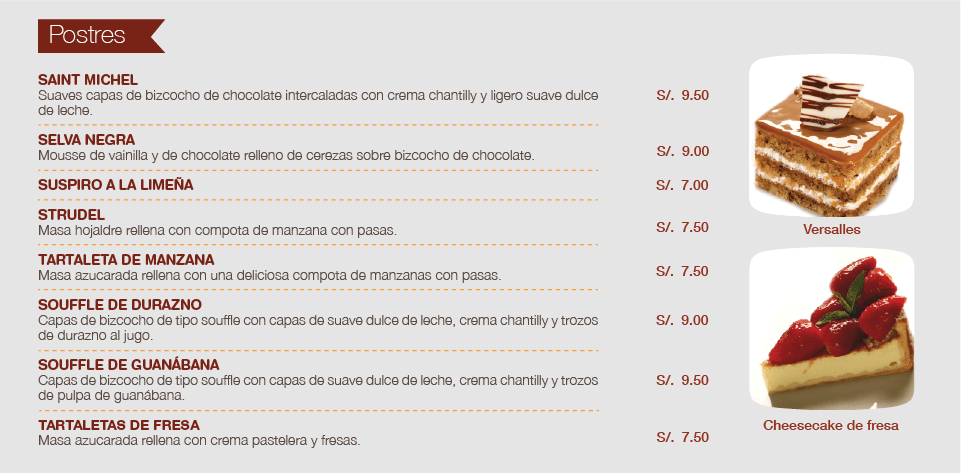 Postres
SAINT MICHEL
Suaves capas de bizcocho de chocolate intercaladas con crema chantilly y ligero suave dulce
de leche.
S/. 9.50
SELVA NEGRA
Mousse de vainilla y de chocolate relleno de cerezas sobre bizcocho de chocolate.
S/. 9.00
SUSPIRO A LA LIMEÑA
S/. 7.00
STRUDEL
Masa hojaldre rellena con compota de manzana con pasas.
S/. 7.50
TARTALETA DE MANZANA
Masa azucarada rellena con una deliciosa compota de manzanas con pasas.
S/. 7.50
SOUFFLE DE DURAZNO
Capas de bizcocho de tipo souffle con capas de suave dulce de leche, crema chantilly y trozos
de durazno al jugo.
S/. 9.00
SOUFFLE DE GUANÁBANA
Capas de bizcocho de tipo souffle con capas de suave dulce de leche, crema chantilly y trozos
de pulpa de guanábana.
S/. 9.50
TARTALETAS DE FRESA
Masa azucarada rellena con crema pastelera y fresas.
S/. 7.50
Versalles
Cheesecake de fresa